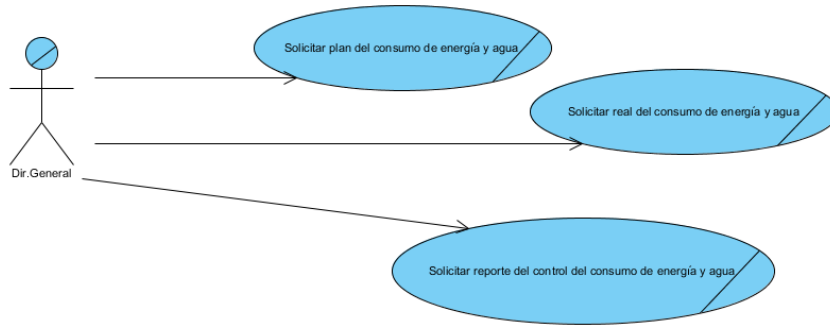 Solicitar plan del consumo de energía y agua
Solicitar real del consumo de energía y agua
Dir.General
Solicitar reporte del control del consumo de energía y agua